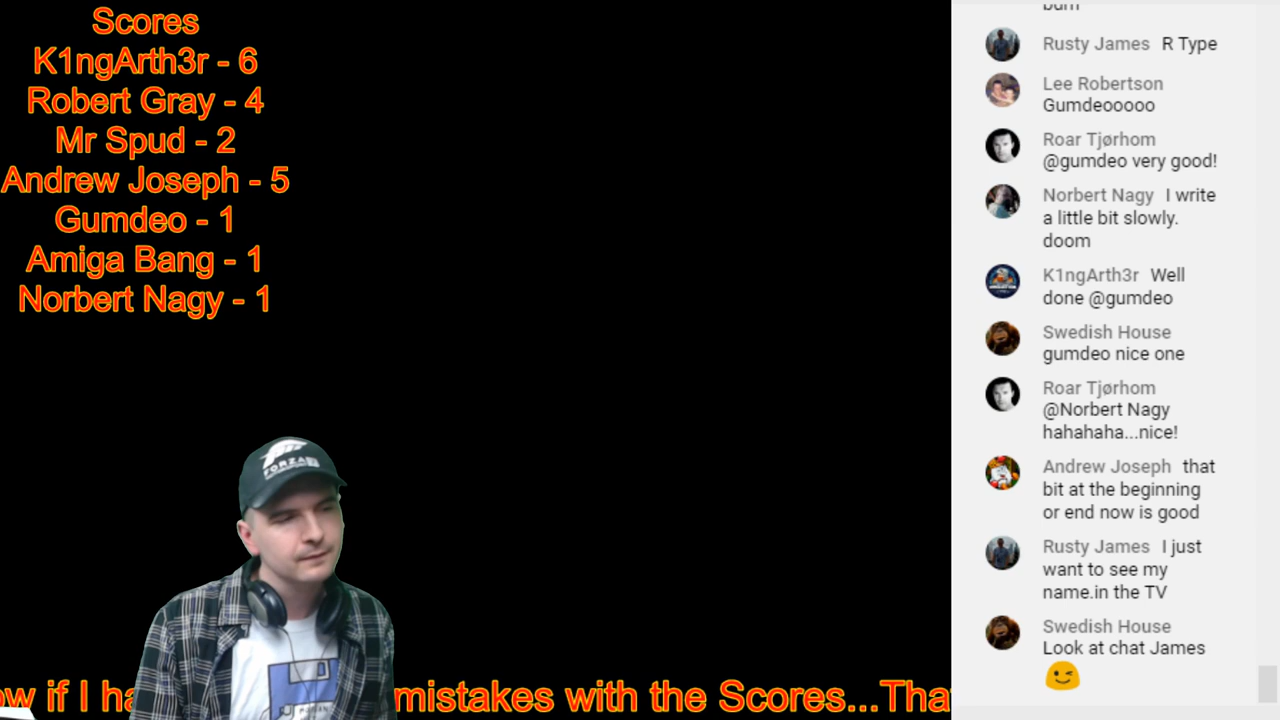 Scores
K1ngArth3r - 6
Robert Gray - 4
Mr Spud - 2
Andrew Joseph - 5
Gumdeo - 1
Amiga Bang - 1
Norbert Nagy - 1
FORZA
if I mistakes with the Scores...
Rusty James R Type
Lee Robertson
Gumdeooooo
Roar Tjørhom
@gumdeo very good!
Norbert Nagy I write
a little bit slowly.
doom
K1ngArth3r Well
done @gumdeo
Swedish House
gumdeo nice one
Roar Tjørhom
@Norbert Nagy
hahahaha...nice!
Andrew Joseph that
bit at the beginning
or end now is good
Rusty James I just
want to see my
name.in the TV
Swedish House
Look at chat James
😉